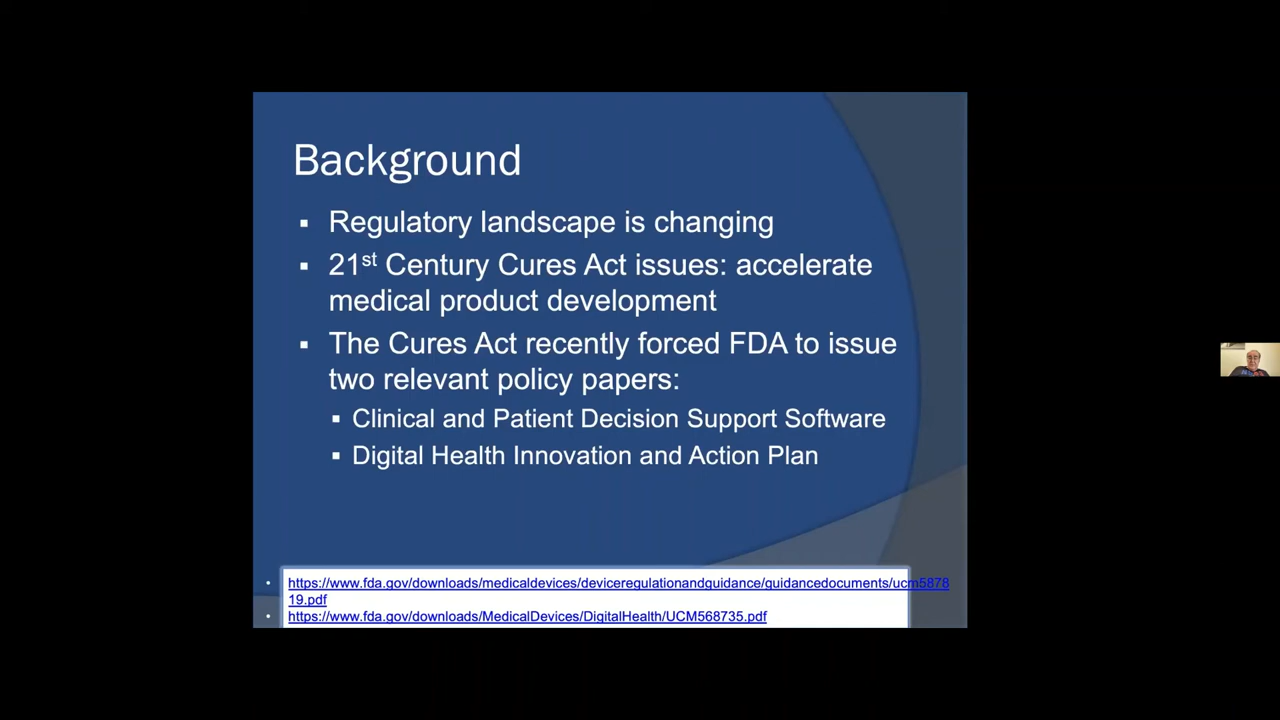 Background
▪ Regulatory landscape is changing
▪ 21st Century Cures Act issues: accelerate
medical product development
▪ The Cures Act recently forced FDA to issue
two relevant policy papers:
▪ Clinical and Patient Decision Support Software
▪ Digital Health Innovation and Action Plan
• https://www.fda.gov/downloads/medicaldevices/deviceregulationandguidance/guidancedocuments/ucm5878
19.pdf
• https://www.fda.gov/downloads/MedicalDevices/DigitalHealth/UCM568735.pdf